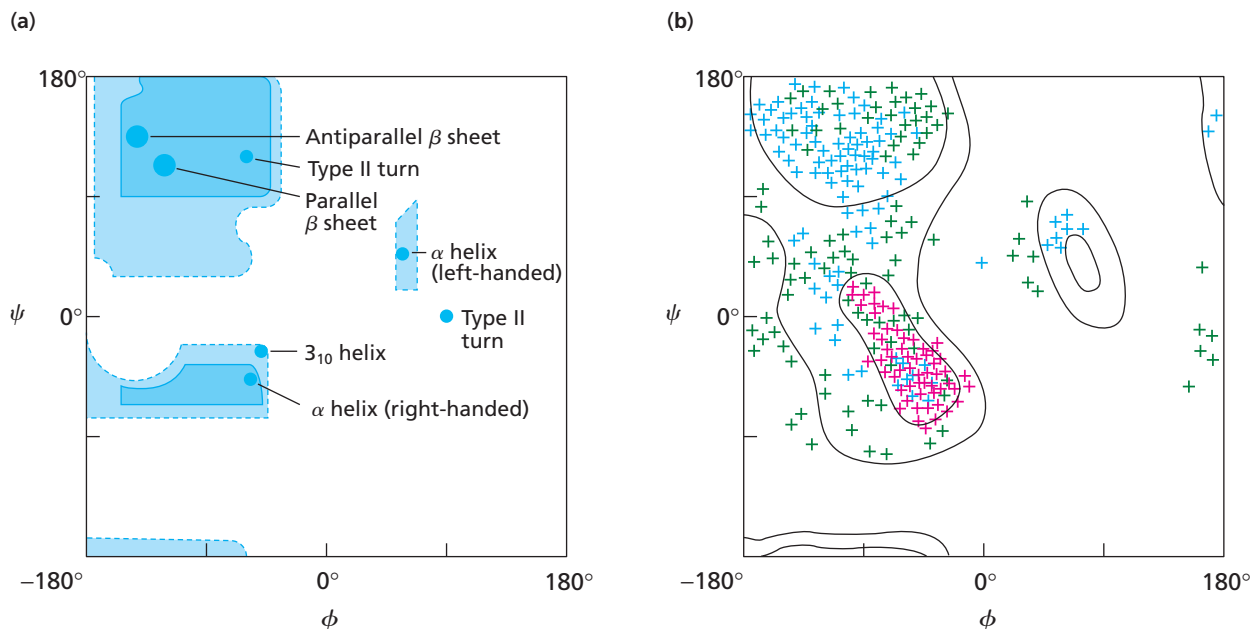 (a)
180°
Antiparallel β sheet
Type II turn
Parallel
β sheet
α helix
(left-handed)
ψ
0°
Type II
turn
3₁₀ helix
α helix (right-handed)
−180°
0°
180°
ϕ
(b)
180°
ψ
0°
−180°
0°
180°
ϕ